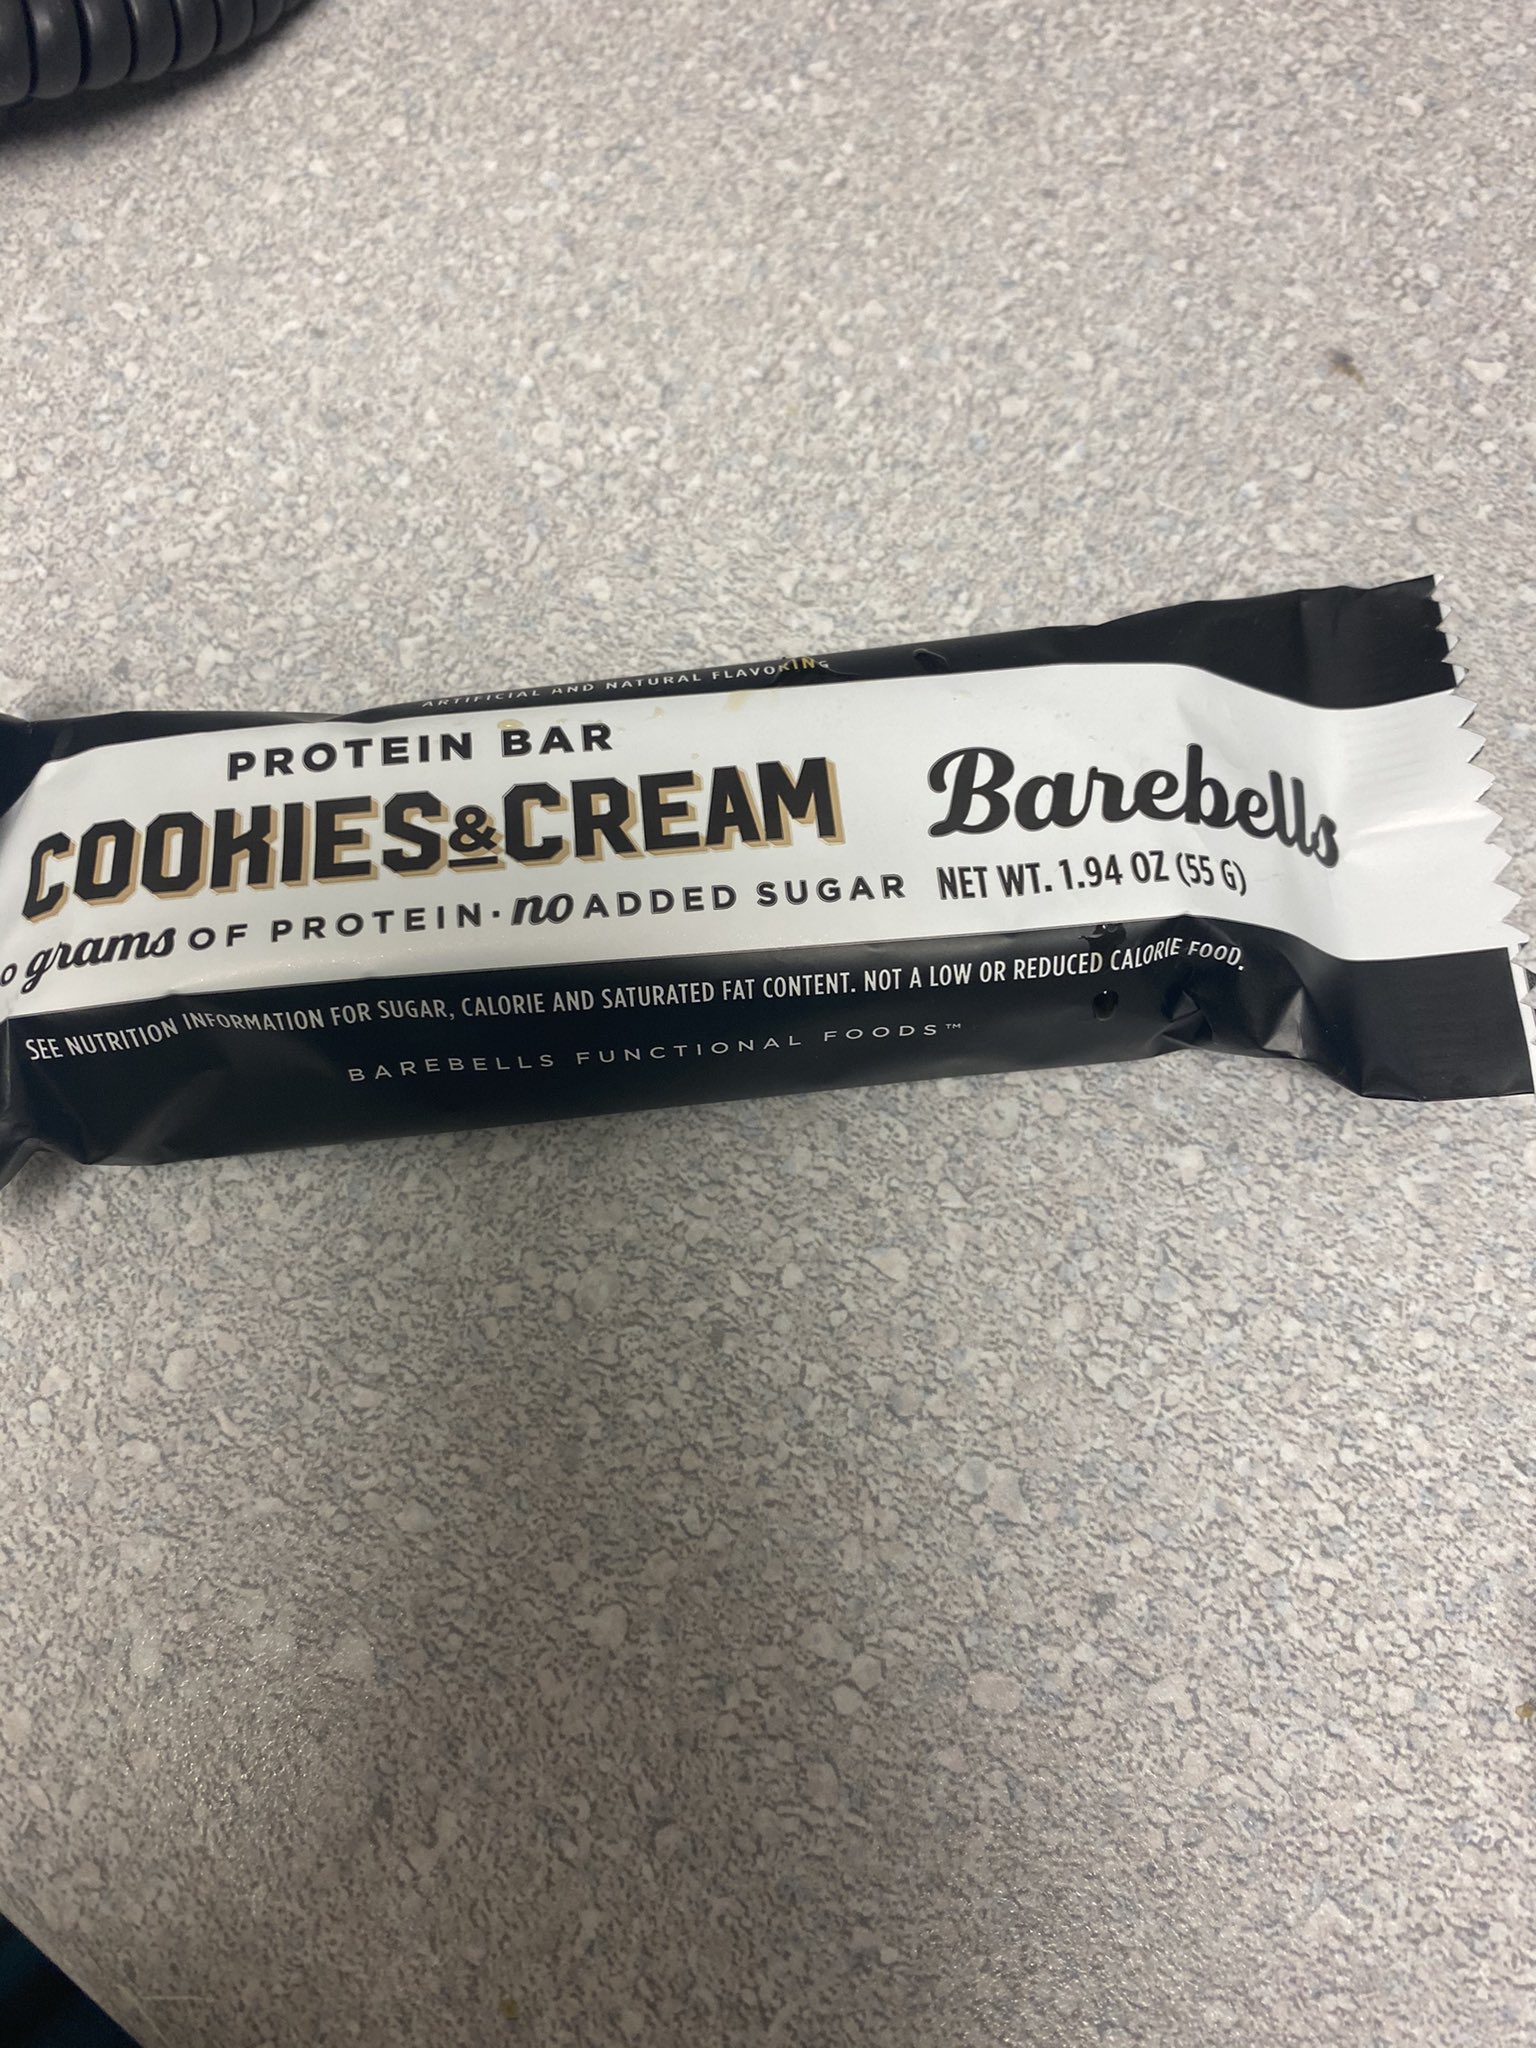 ARTIFICIAL AND NATURAL FLAVORING
PROTEIN BAR
COOKIES&CREAM
0 grams OF PROTEIN · no ADDED SUGAR
Barebells
NET WT. 1.94 OZ (55 G)
SEE NUTRITION INFORMATION FOR SUGAR, CALORIE AND SATURATED FAT CONTENT. NOT A LOW OR REDUCED CALORIE FOOD.
BAREBELLS FUNCTIONAL FOODS™